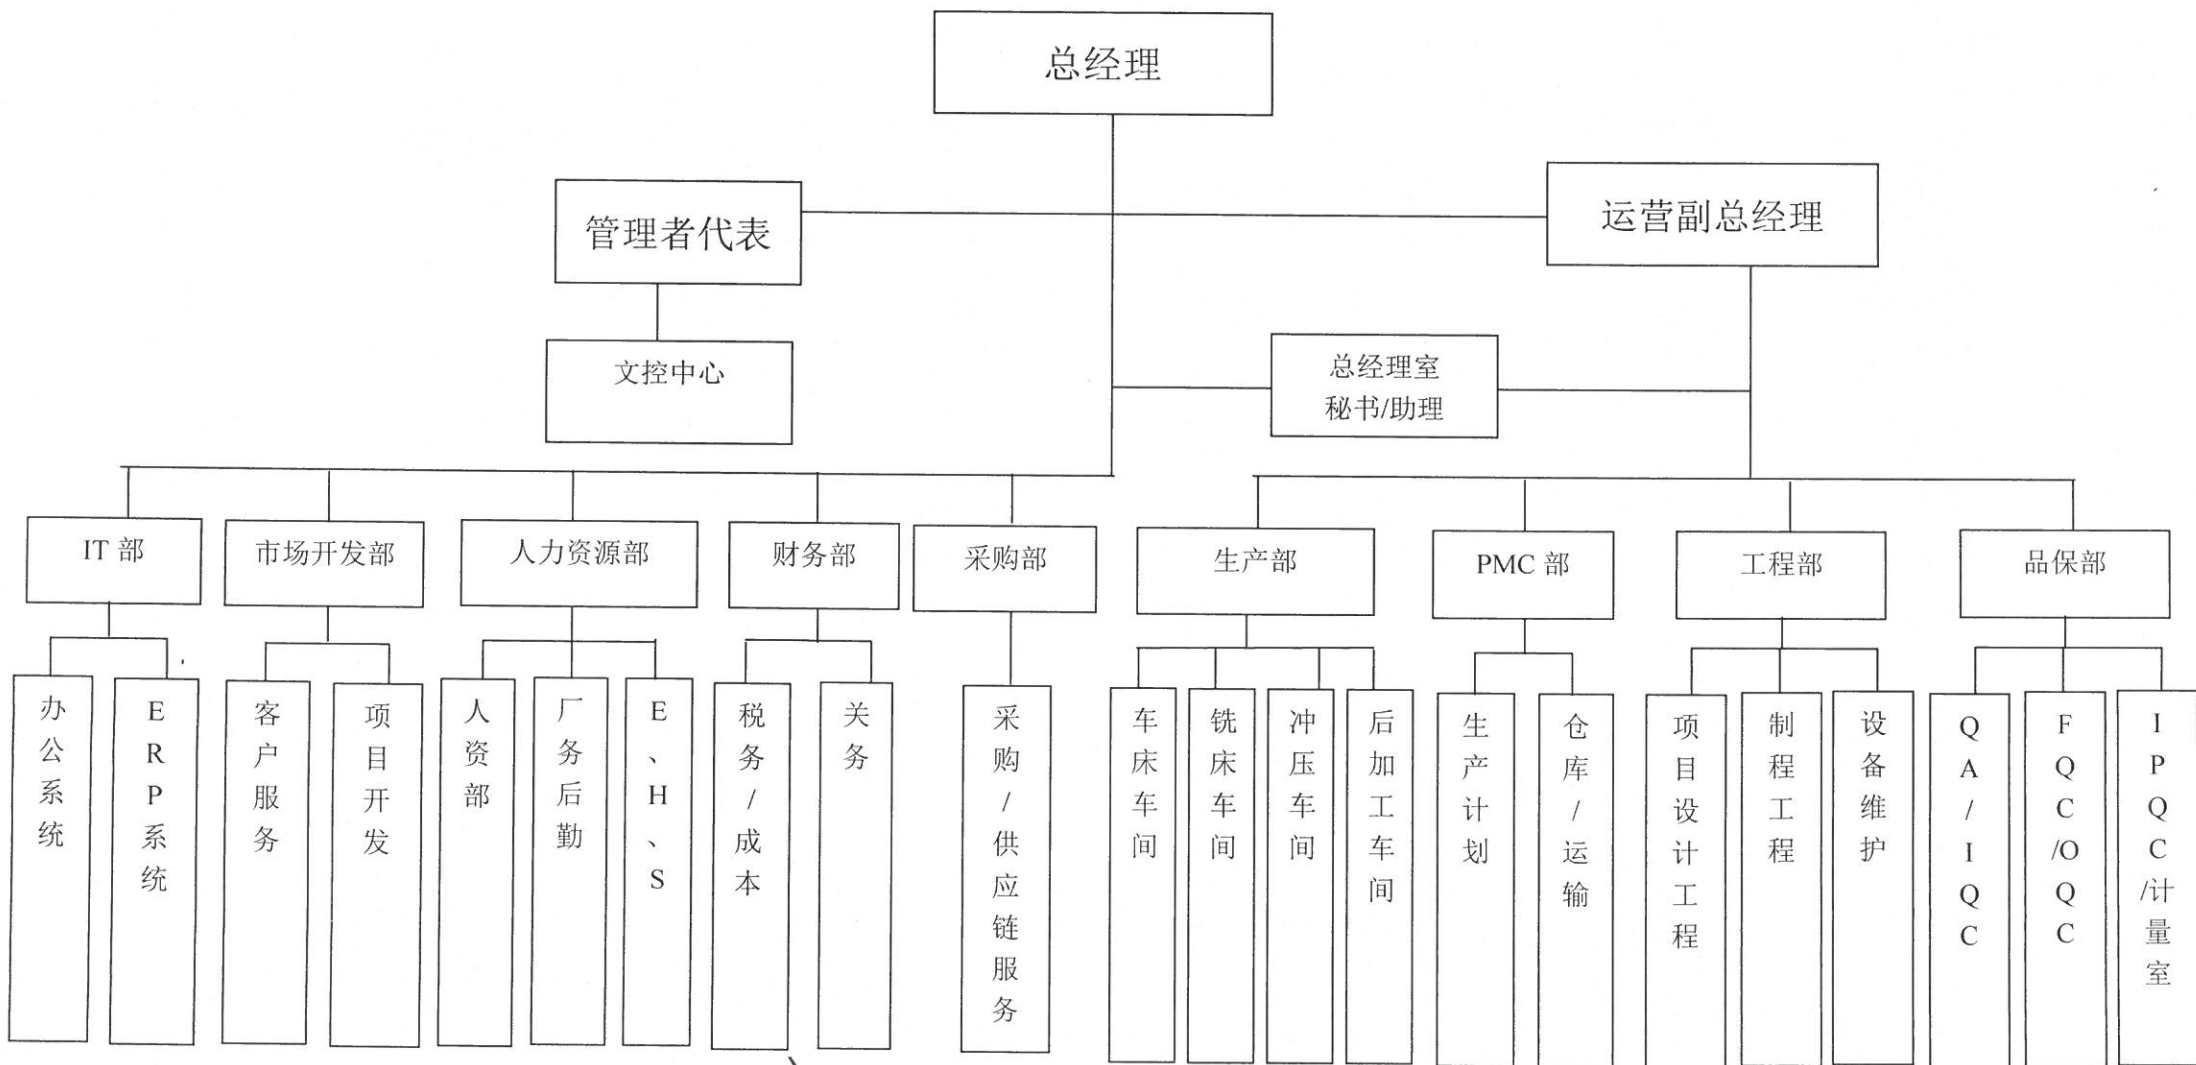 总经理
管理者代表
运营副总经理
文控中心
总经理室
秘书/助理
IT 部
市场开发部
人力资源部
财务部
采购部
生产部
PMC 部
工程部
品保部
办公系统
ERP系统
客户服务
项目开发
人资部
厂务后勤
E、H、S
税务/成本
关务
采购/供应链服务
车床车间
铣床车间
冲压车间
后加工车间
生产计划
仓库/运输
项目设计工程
制程工程
设备维护
QA/IQC
FQC/OQC
IPQC/计量室